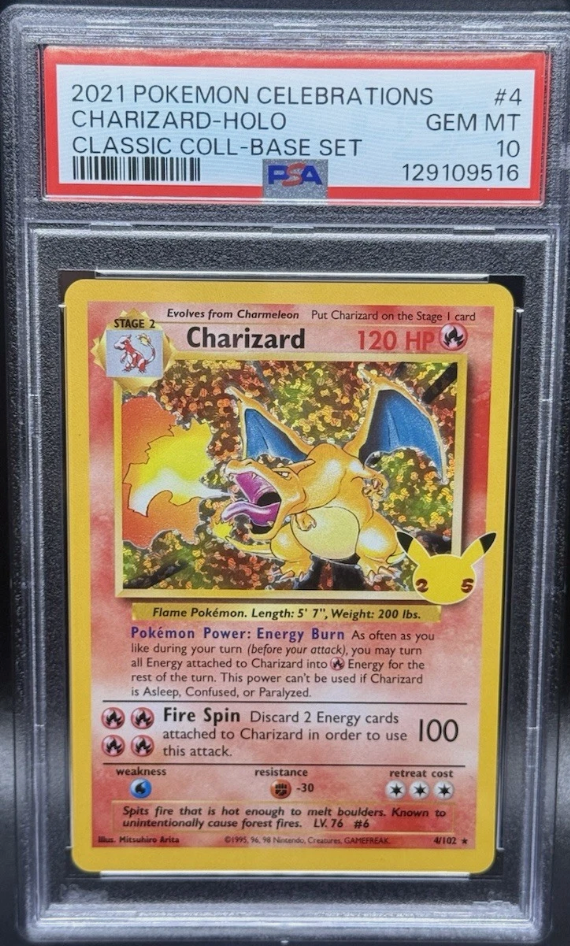 2021 POKEMON CELEBRATIONS #4
CHARIZARD-HOLO GEM MT
CLASSIC COLL-BASE SET 10
PSA 129109516
Evolves from Charmeleon Put Charizard on the Stage 1 card
STAGE 2
Charizard 120 HP
25
Flame Pokémon. Length: 5' 7", Weight: 200 lbs.
Pokémon Power: Energy Burn As often as you
like during your turn (before your attack), you may turn
all Energy attached to Charizard into Energy for the
rest of the turn. This power can't be used if Charizard
is Asleep, Confused, or Paralyzed.
Fire Spin Discard 2 Energy cards
attached to Charizard in order to use 100
this attack.
weakness resistance retreat cost
-30
Spits fire that is hot enough to melt boulders. Known to
unintentionally cause forest fires. LV. 76 #6
Illus. Mitsuhiro Arita ©1995, 96, 98 Nintendo, Creatures, GAMEFREAK. 4/102 ★